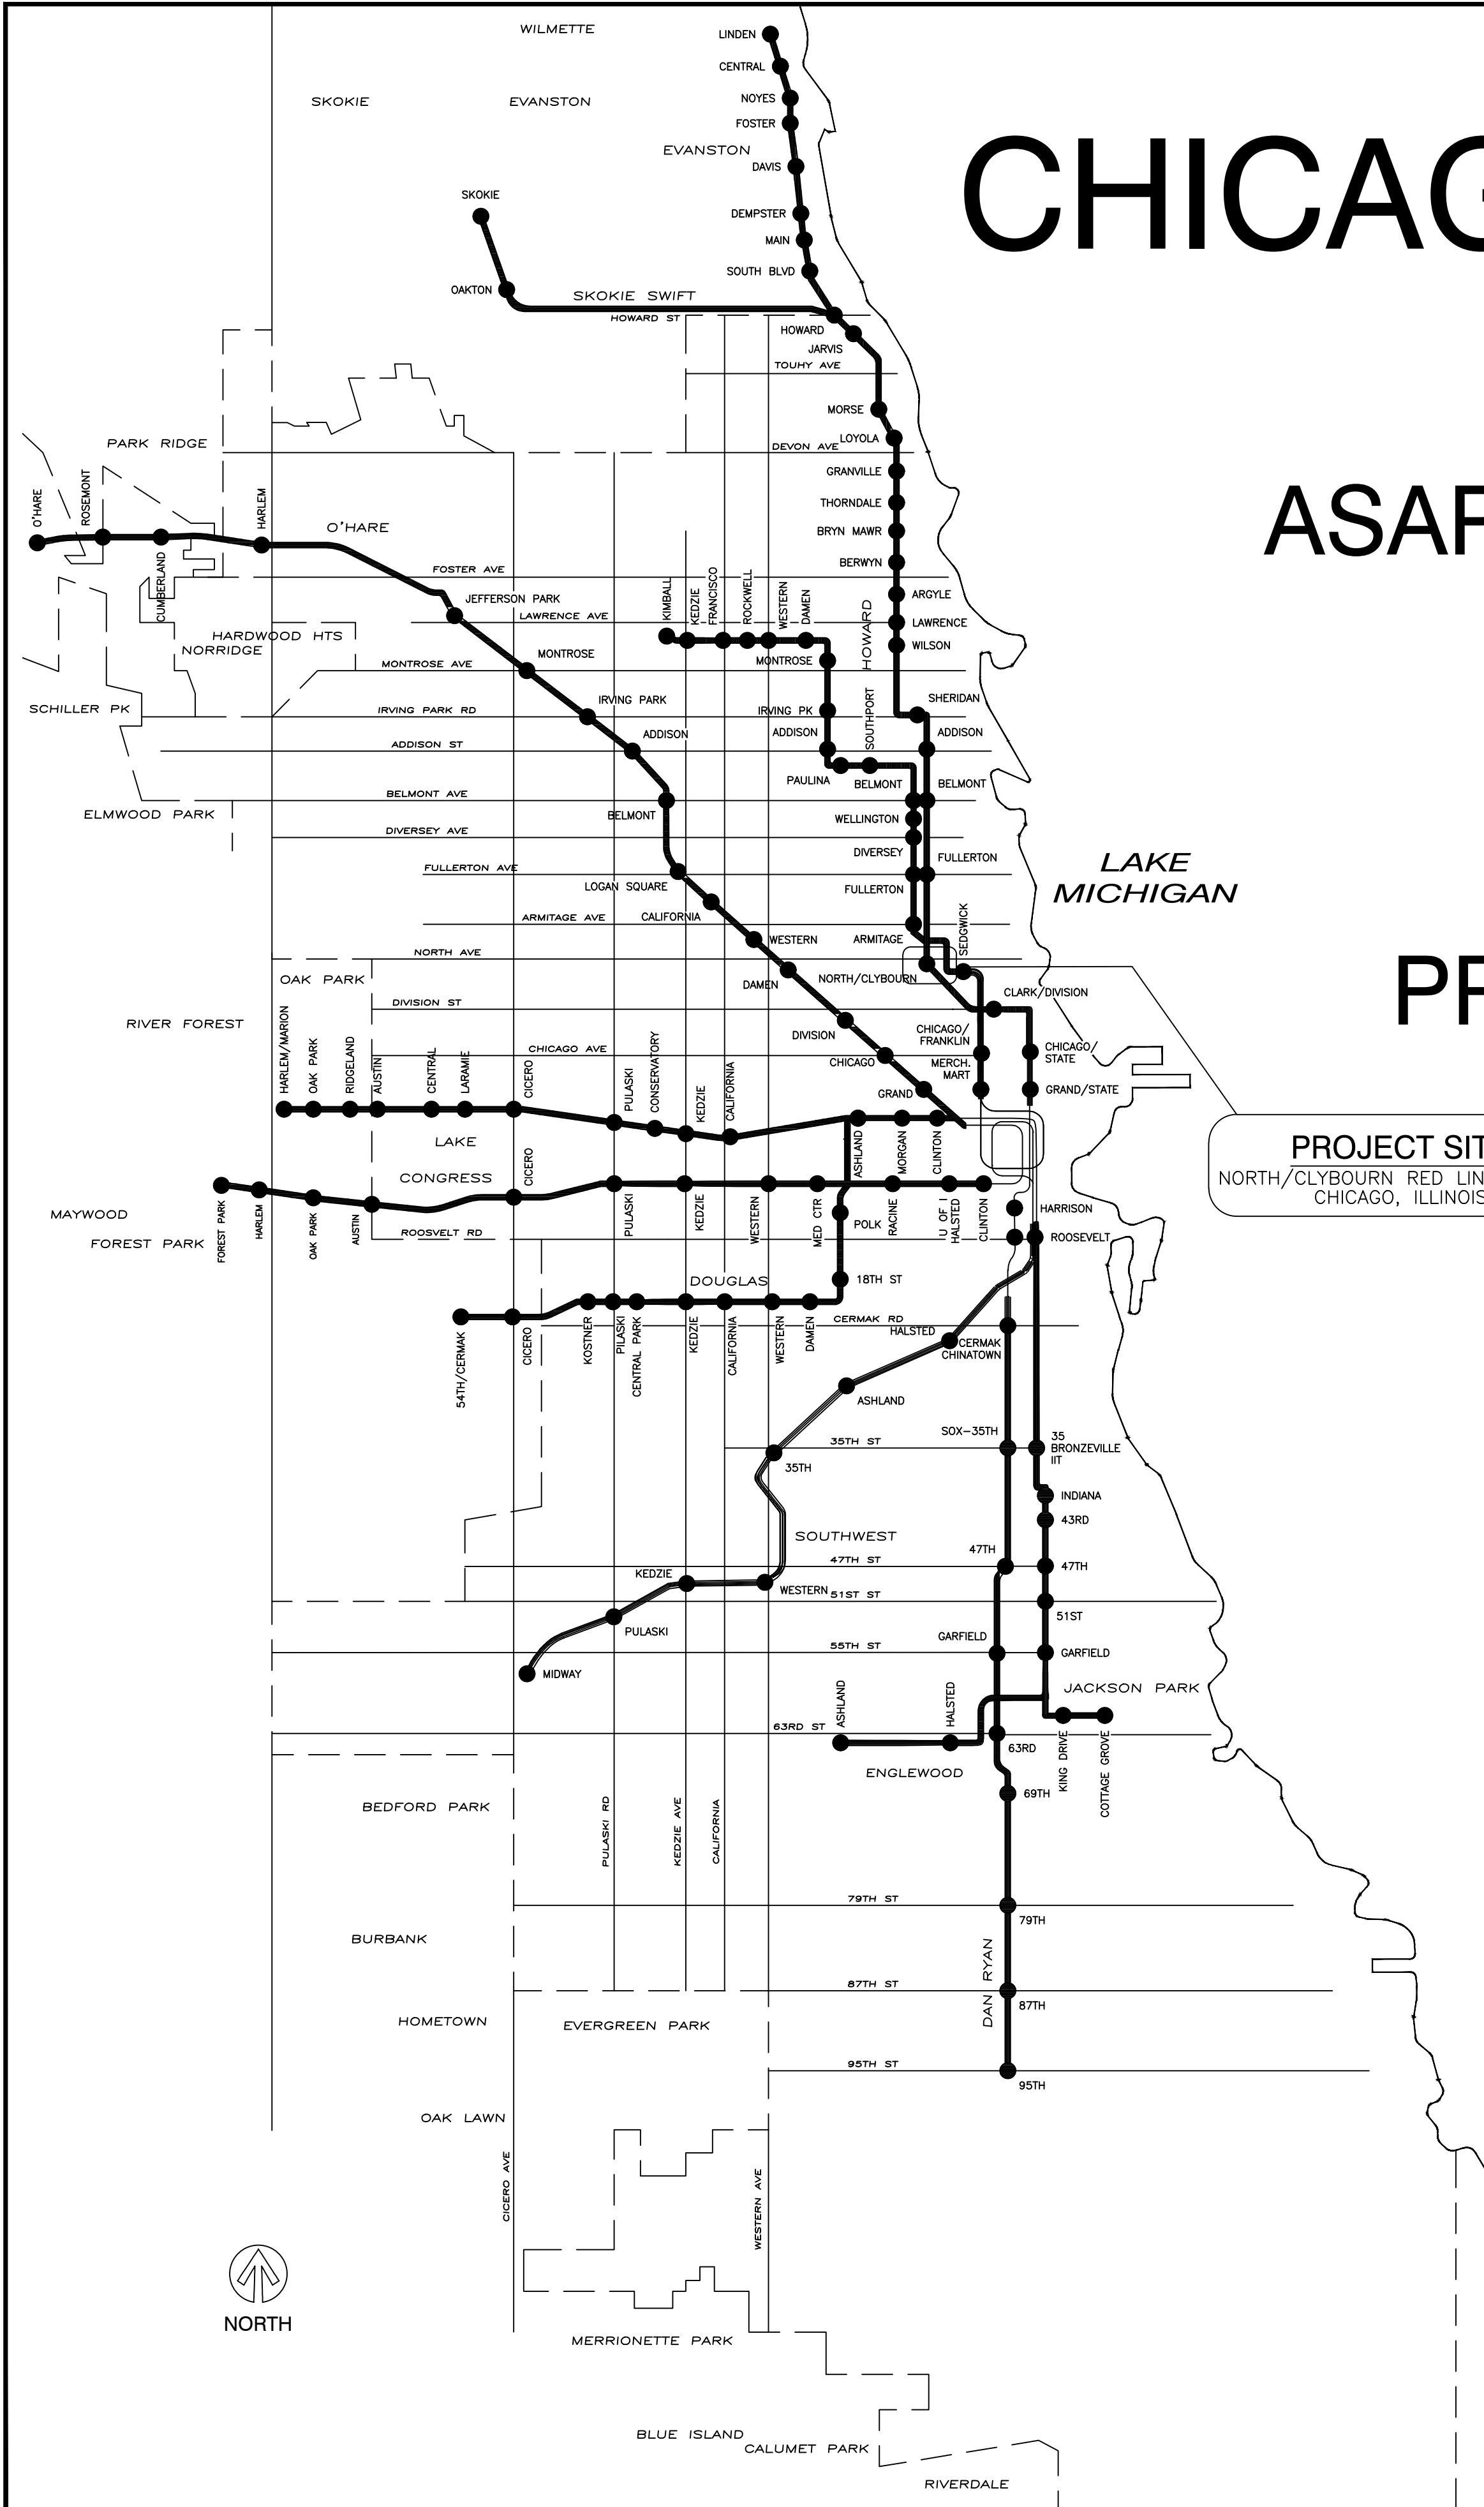 WILMETTE
LINDEN
CENTRAL
SKOKIE
EVANSTON
NOYES
FOSTER
EVANSTON
DAVIS
CHICAG
SKOKIE
DEMPSTER
MAIN
SOUTH BLVD
OAKTON
SKOKIE SWIFT
HOWARD ST
HOWARD
JARVIS
TOUHY AVE
MORSE
LOYOLA
PARK RIDGE
DEVON AVE
GRANVILLE
O'HARE
ROSEMONT
HARLEM
THORNDALE
ASAP
O'HARE
BRYN MAWR
CUMBERLAND
BERWYN
FOSTER AVE
JEFFERSON PARK
KIMBALL
KEDZIE
FRANCISCO
ROCKWELL
WESTERN
DAMEN
ARGYLE
LAWRENCE AVE
LAWRENCE
HARDWOOD HTS
NORRIDGE
HOWARD
WILSON
MONTROSE
MONTROSE
MONTROSE AVE
SCHILLER PK
IRVING PARK
IRVING PARK RD
IRVING PK
SOUTHPORT
SHERIDAN
ADDISON
ADDISON
ADDISON
ADDISON ST
PAULINA
BELMONT
BELMONT
BELMONT AVE
ELMWOOD PARK
BELMONT
WELLINGTON
DIVERSEY AVE
DIVERSEY
FULLERTON
FULLERTON AVE
LAKE
MICHIGAN
LOGAN SQUARE
FULLERTON
ARMITAGE AVE
CALIFORNIA
SEDGWICK
WESTERN
ARMITAGE
NORTH AVE
OAK PARK
DAMEN
NORTH/CLYBOURN
PR
DIVISION ST
CLARK/DIVISION
RIVER FOREST
DIVISION
CHICAGO/
FRANKLIN
HARLEM/MARION
OAK PARK
RIDGELAND
AUSTIN
CENTRAL
LARAMIE
CICERO
CHICAGO AVE
PULASKI
CONSERVATORY
KEDZIE
CALIFORNIA
CHICAGO
MERCH.
MART
CHICAGO/
STATE
GRAND
GRAND/STATE
LAKE
ASHLAND
MORGAN
CLINTON
PROJECT SIT
NORTH/CLYBOURN RED LIN
CHICAGO, ILLINOIS
CONGRESS
CICERO
MAYWOOD
FOREST PARK
FOREST PARK
HARLEM
OAK PARK
AUSTIN
ROOSVELT RD
PULASKI
KEDZIE
WESTERN
MED CTR
POLK
RACINE
U OF I
HALSTED
CLINTON
HARRISON
ROOSEVELT
DOUGLAS
18TH ST
CERMAK RD
54TH/CERMAK
CICERO
KOSTNER
PILASKI
CENTRAL PARK
KEDZIE
CALIFORNIA
WESTERN
DAMEN
HALSTED
CERMAK
CHINATOWN
ASHLAND
SOX-35TH
35TH ST
35
BRONZEVILLE
IIT
35TH
INDIANA
43RD
SOUTHWEST
47TH
47TH ST
47TH
KEDZIE
WESTERN
51ST ST
51ST
PULASKI
GARFIELD
55TH ST
GARFIELD
MIDWAY
ASHLAND
HALSTED
JACKSON PARK
63RD ST
63RD
KING DRIVE
COTTAGE GROVE
ENGLEWOOD
69TH
BEDFORD PARK
PULASKI RD
KEDZIE AVE
CALIFORNIA
79TH ST
79TH
BURBANK
DAN RYAN
87TH ST
87TH
HOMETOWN
EVERGREEN PARK
95TH ST
95TH
OAK LAWN
CICERO AVE
WESTERN AVE
NORTH
MERRIONETTE PARK
BLUE ISLAND
CALUMET PARK
RIVERDALE